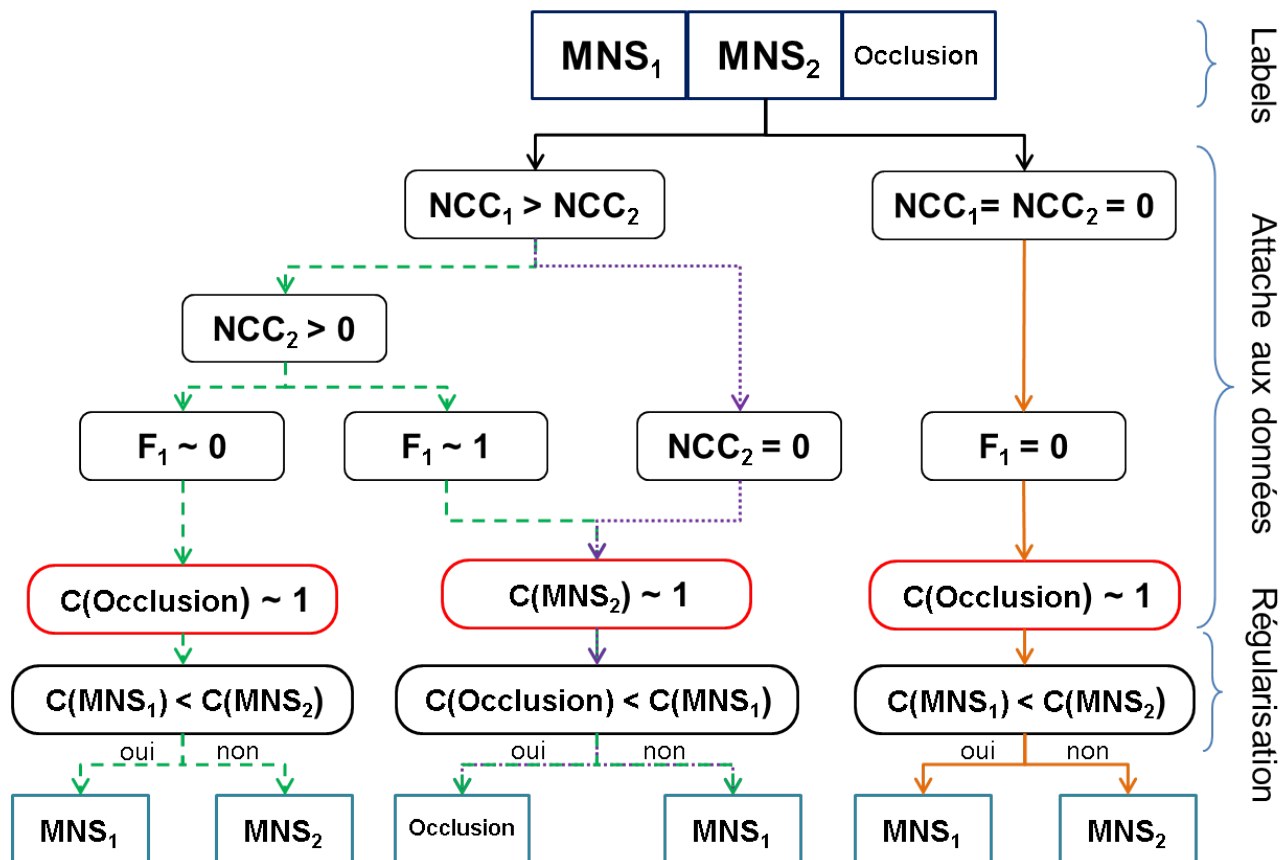 MNS₁ MNS₂ Occlusion
Labels
NCC₁ > NCC₂
NCC₁= NCC₂ = 0
Attache aux données
NCC₂ > 0
F₁ ~ 0
F₁ ~ 1
NCC₂ = 0
F₁ = 0
C(Occlusion) ~ 1
C(MNS₂) ~ 1
C(Occlusion) ~ 1
Régularisation
C(MNS₁) < C(MNS₂)
C(Occlusion) < C(MNS₁)
C(MNS₁) < C(MNS₂)
oui non
oui non
oui non
MNS₁
MNS₂
Occlusion
MNS₁
MNS₁
MNS₂